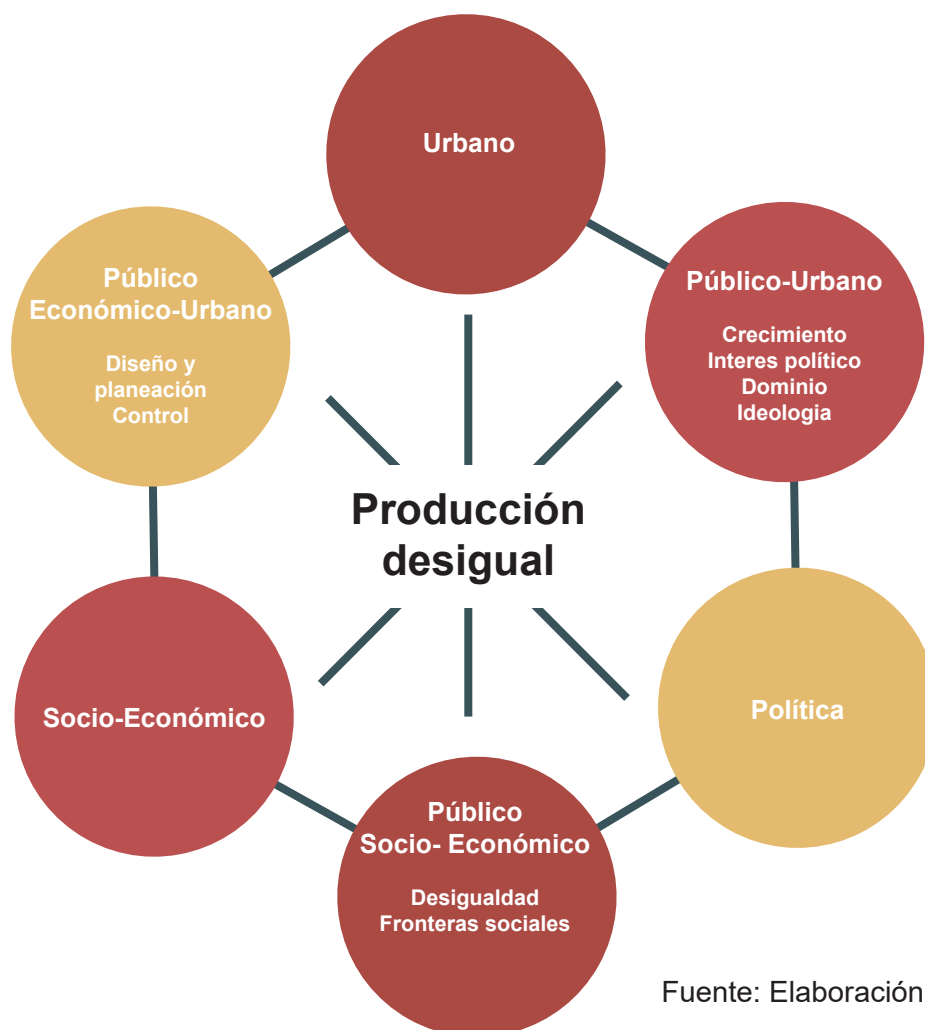 Urbano
Público
Económico-Urbano
Diseño y
planeación
Control
Público-Urbano
Crecimiento
Interes político
Dominio
Ideologia
Producción
desigual
Socio-Económico
Política
Público
Socio- Económico
Desigualdad
Fronteras sociales
Fuente: Elaboración